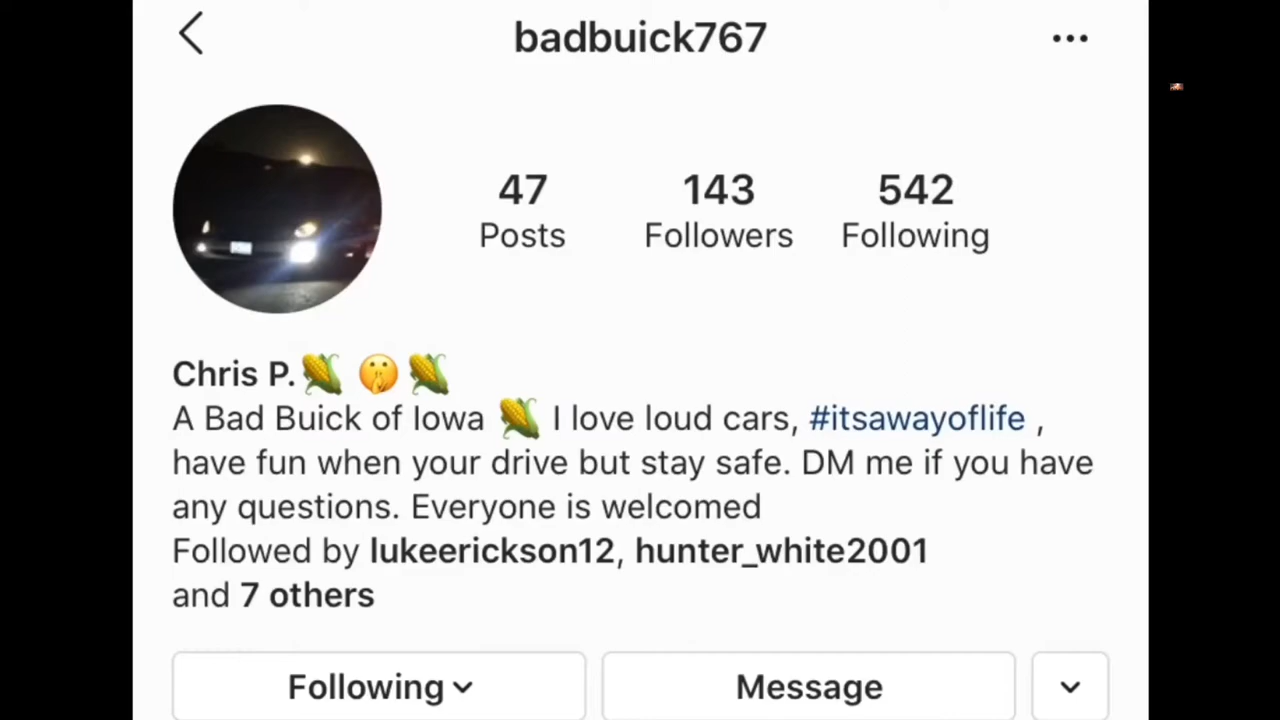 badbuick767
47 143 542
Posts Followers Following
Chris P.🌽 🤫 🌽
A Bad Buick of Iowa 🌽 I love loud cars, #itsawayoflife ,
have fun when your drive but stay safe. DM me if you have
any questions. Everyone is welcomed
Followed by lukeerickson12, hunter_white2001
and 7 others
Following Message